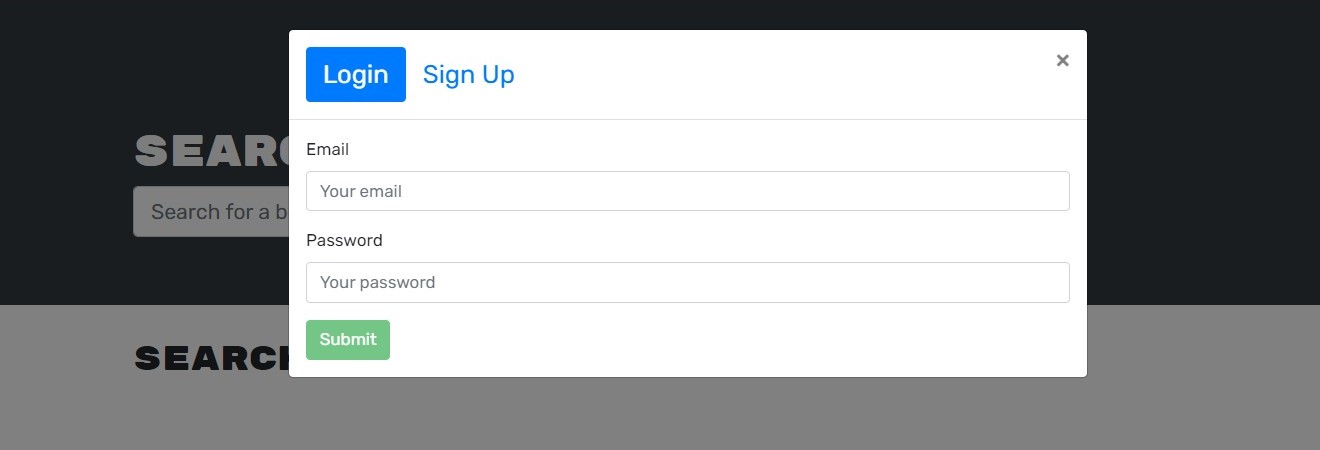 Login Sign Up ×
Email
Your email
Password
Your password
Submit
SEARC
Search for a b
SEARCH